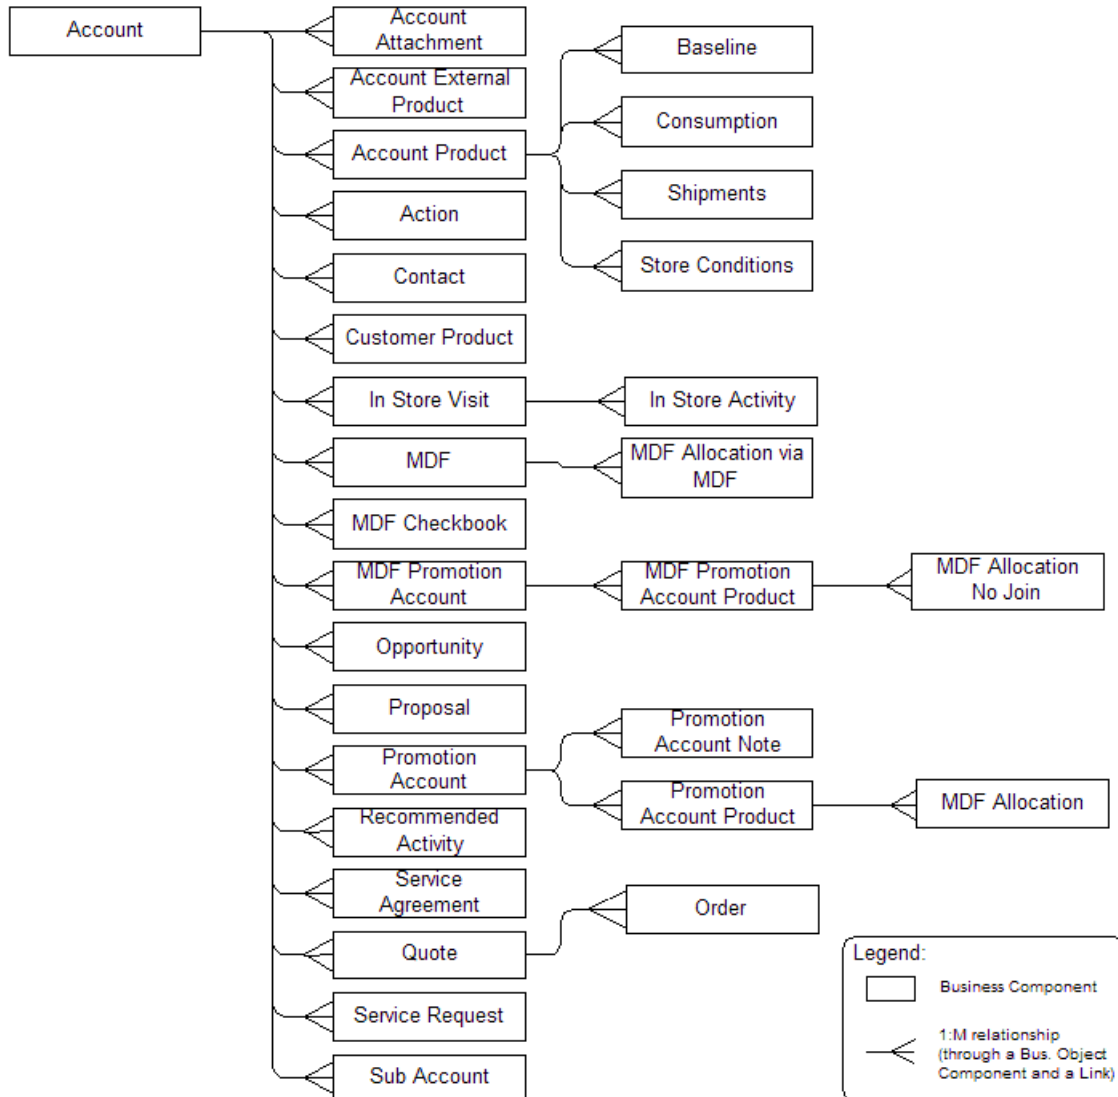 Account
Account
Attachment
Account External
Product
Account Product
Action
Contact
Customer Product
In Store Visit
MDF
MDF Checkbook
MDF Promotion
Account
Opportunity
Proposal
Promotion
Account
Recommended
Activity
Service
Agreement
Quote
Service Request
Sub Account
Baseline
Consumption
Shipments
Store Conditions
In Store Activity
MDF Allocation via
MDF
MDF Promotion
Account Product
Promotion
Account Note
Promotion
Account Product
Order
MDF Allocation
No Join
MDF Allocation
Legend:
Business Component
1:M relationship
(through a Bus. Object
Component and a Link)